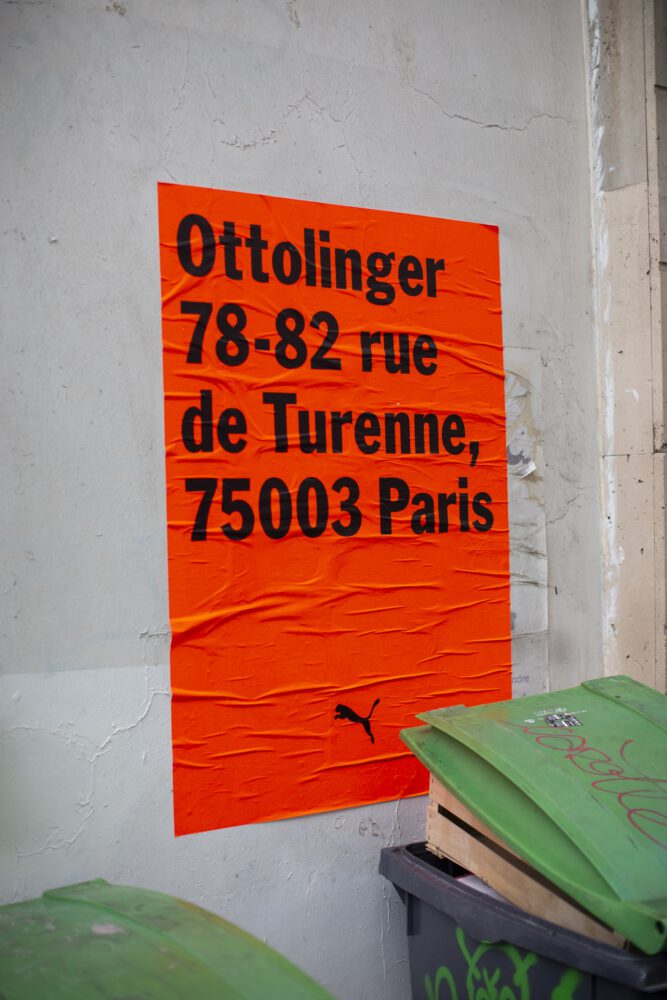 Ottolinger
78-82 rue
de Turenne,
75003 Paris